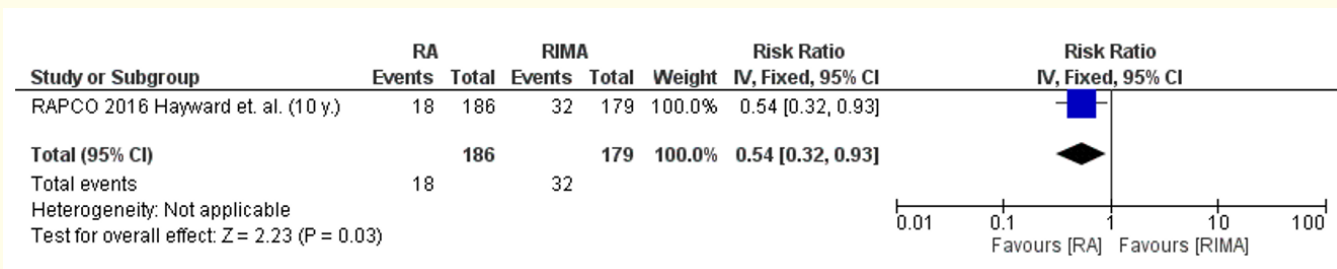 RA RIMA Risk Ratio Risk Ratio
Study or Subgroup Events Total Events Total Weight IV, Fixed, 95% CI IV, Fixed, 95% CI
RAPCO 2016 Hayward et. al. (10 y.) 18 186 32 179 100.0% 0.54 [0.32, 0.93]
Total (95% CI) 186 179 100.0% 0.54 [0.32, 0.93]
Total events 18 32
Heterogeneity: Not applicable
Test for overall effect: Z = 2.23 (P = 0.03)
0.01 0.1 1 10 100
Favours [RA] Favours [RIMA]